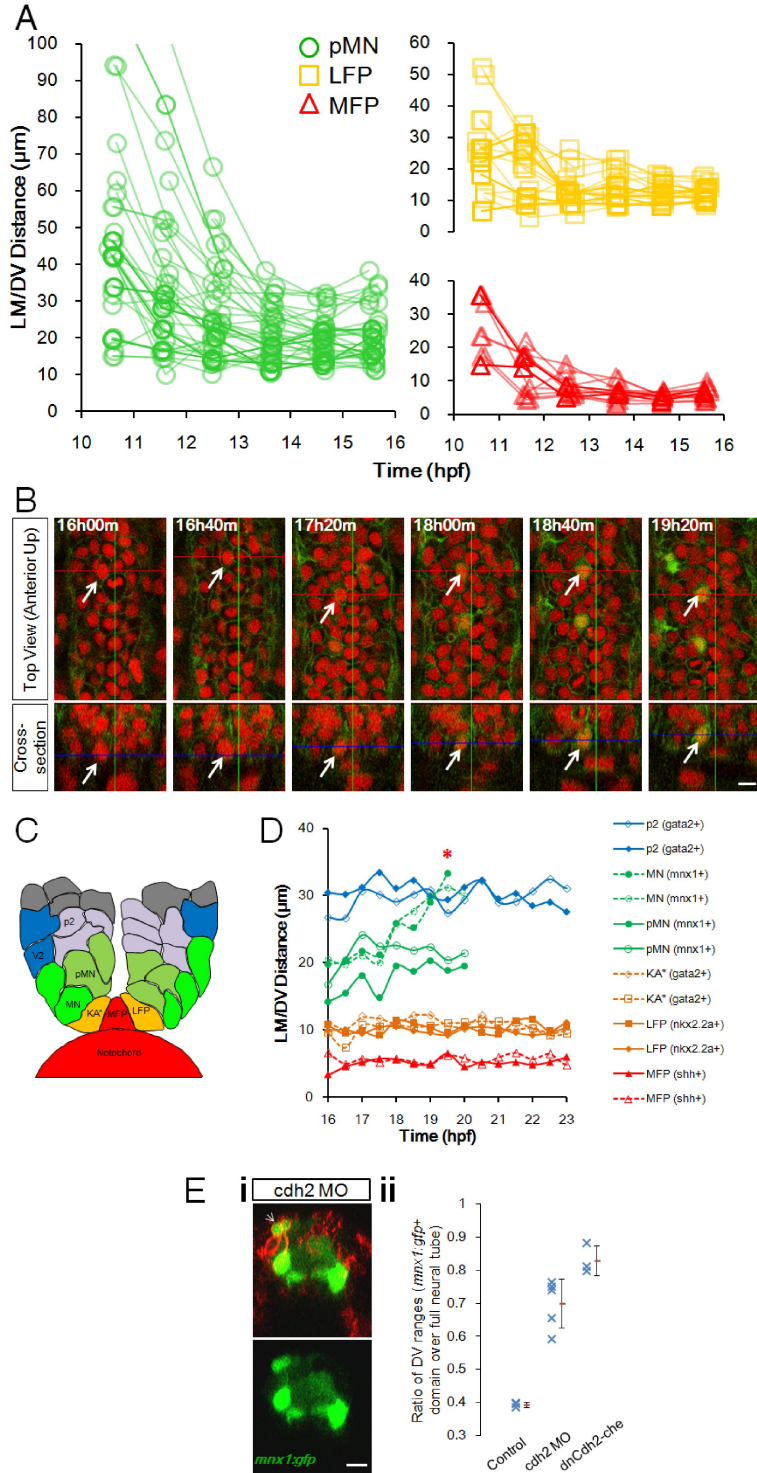 A
pMN
LFP
MFP
LM/DV Distance (µm)
100
90
80
70
60
50
40
30
20
10
0
10 11 12 13 14 15 16
60
50
40
30
20
10
0
40
30
20
10
0
10 11 12 13 14 15 16
Time (hpf)
B
Top View (Anterior Up)
16h00m 16h40m 17h20m 18h00m 18h40m 19h20m
Cross-section
C
p2
V2
pMN
MN
KA"
MFP
LFP
Notochord
D
LM/DV Distance (µm)
40
30
20
10
0
*
16 17 18 19 20 21 22 23
Time (hpf)
p2 (gata2+)
p2 (gata2+)
MN (mnx1+)
MN (mnx1+)
pMN (mnx1+)
pMN (mnx1+)
KA" (gata2+)
KA" (gata2+)
LFP (nkx2.2a+)
LFP (nkx2.2a+)
MFP (shh+)
MFP (shh+)
E
i
cdh2 MO
mnx1:gfp
ii
Ratio of DV ranges (mnx1:gfp+
domain over full neural tube)
1
0.9
0.8
0.7
0.6
0.5
0.4
0.3
Control
cdh2 MO
dnCdh2-che